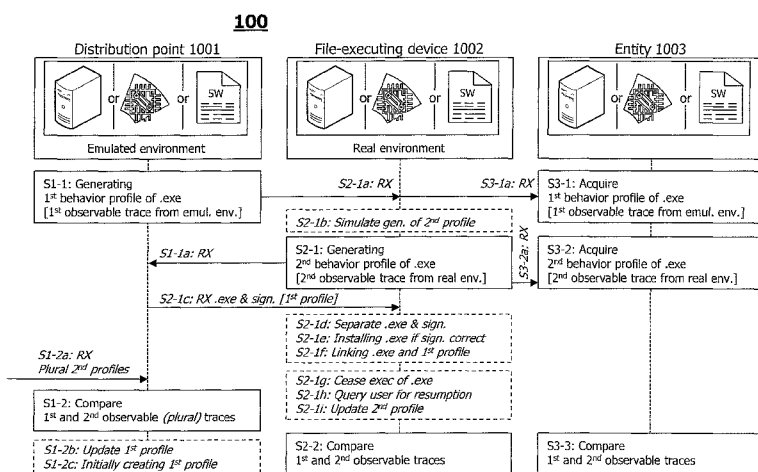 100
Distribution point 1001
File-executing device 1002
Entity 1003
or
or
SW
or
or
SW
or
or
SW
Emulated environment
Real environment
S1-1: Generating
1st behavior profile of .exe
[1st observable trace from emul. env.]
S2-1a: RX
S3-1a: RX
S3-1: Acquire
1st behavior profile of .exe
[1st observable trace from emul. env.]
S2-1b: Simulate gen. of 2nd profile
S1-1a: RX
S2-1: Generating
2nd behavior profile of .exe
[2nd observable trace from real env.]
S3-2a: RX
S3-2: Acquire
2nd behavior profile of .exe
[2nd observable trace from real env.]
S2-1c: RX .exe & sign. [1st profile]
S2-1d: Separate .exe & sign.
S2-1e: Installing .exe if sign. correct
S2-1f: Linking .exe and 1st profile
S1-2a: RX
Plural 2nd profiles
S2-1g: Cease exec of .exe
S2-1h: Query user for resumption
S2-1i: Update 2nd profile
S1-2: Compare
1st and 2nd observable (plural) traces
S1-2b: Update 1st profile
S1-2c: Initially creating 1st profile
S2-2: Compare
1st and 2nd observable traces
S3-3: Compare
1st and 2nd observable traces